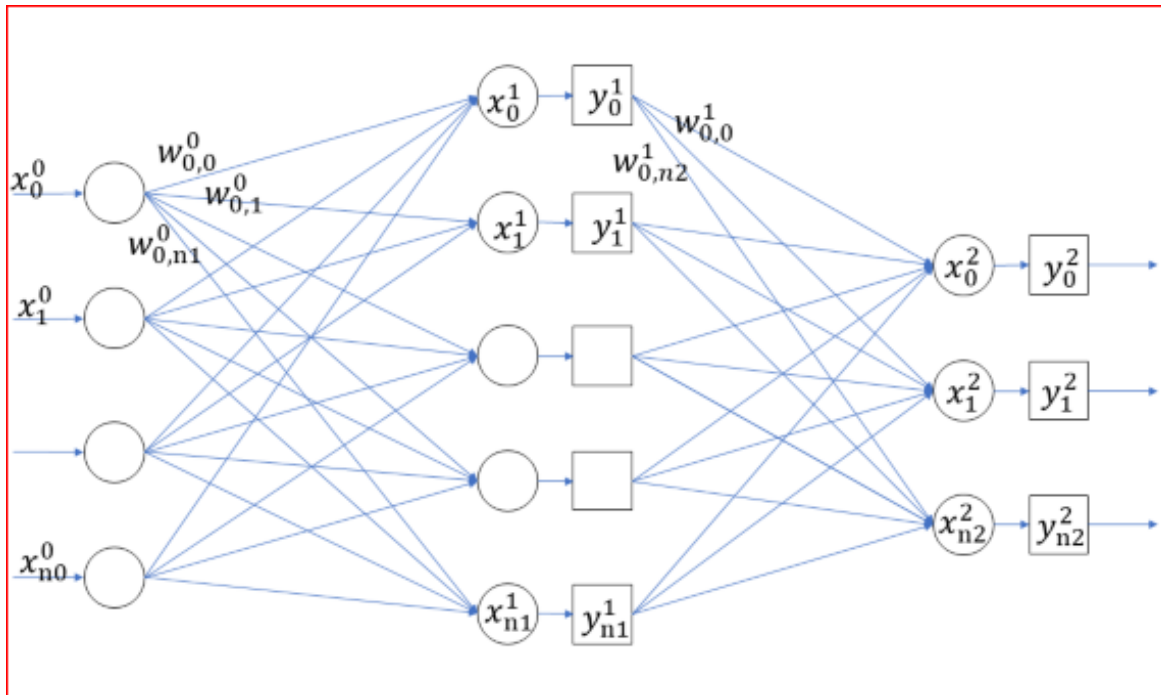 x_0^0
x_1^0
x_{n0}^0
w_{0,0}^0
w_{0,1}^0
w_{0,n1}^0
x_0^1
y_0^1
x_1^1
y_1^1
x_{n1}^1
y_{n1}^1
w_{0,0}^1
w_{0,n2}^1
x_0^2
y_0^2
x_1^2
y_1^2
x_{n2}^2
y_{n2}^2